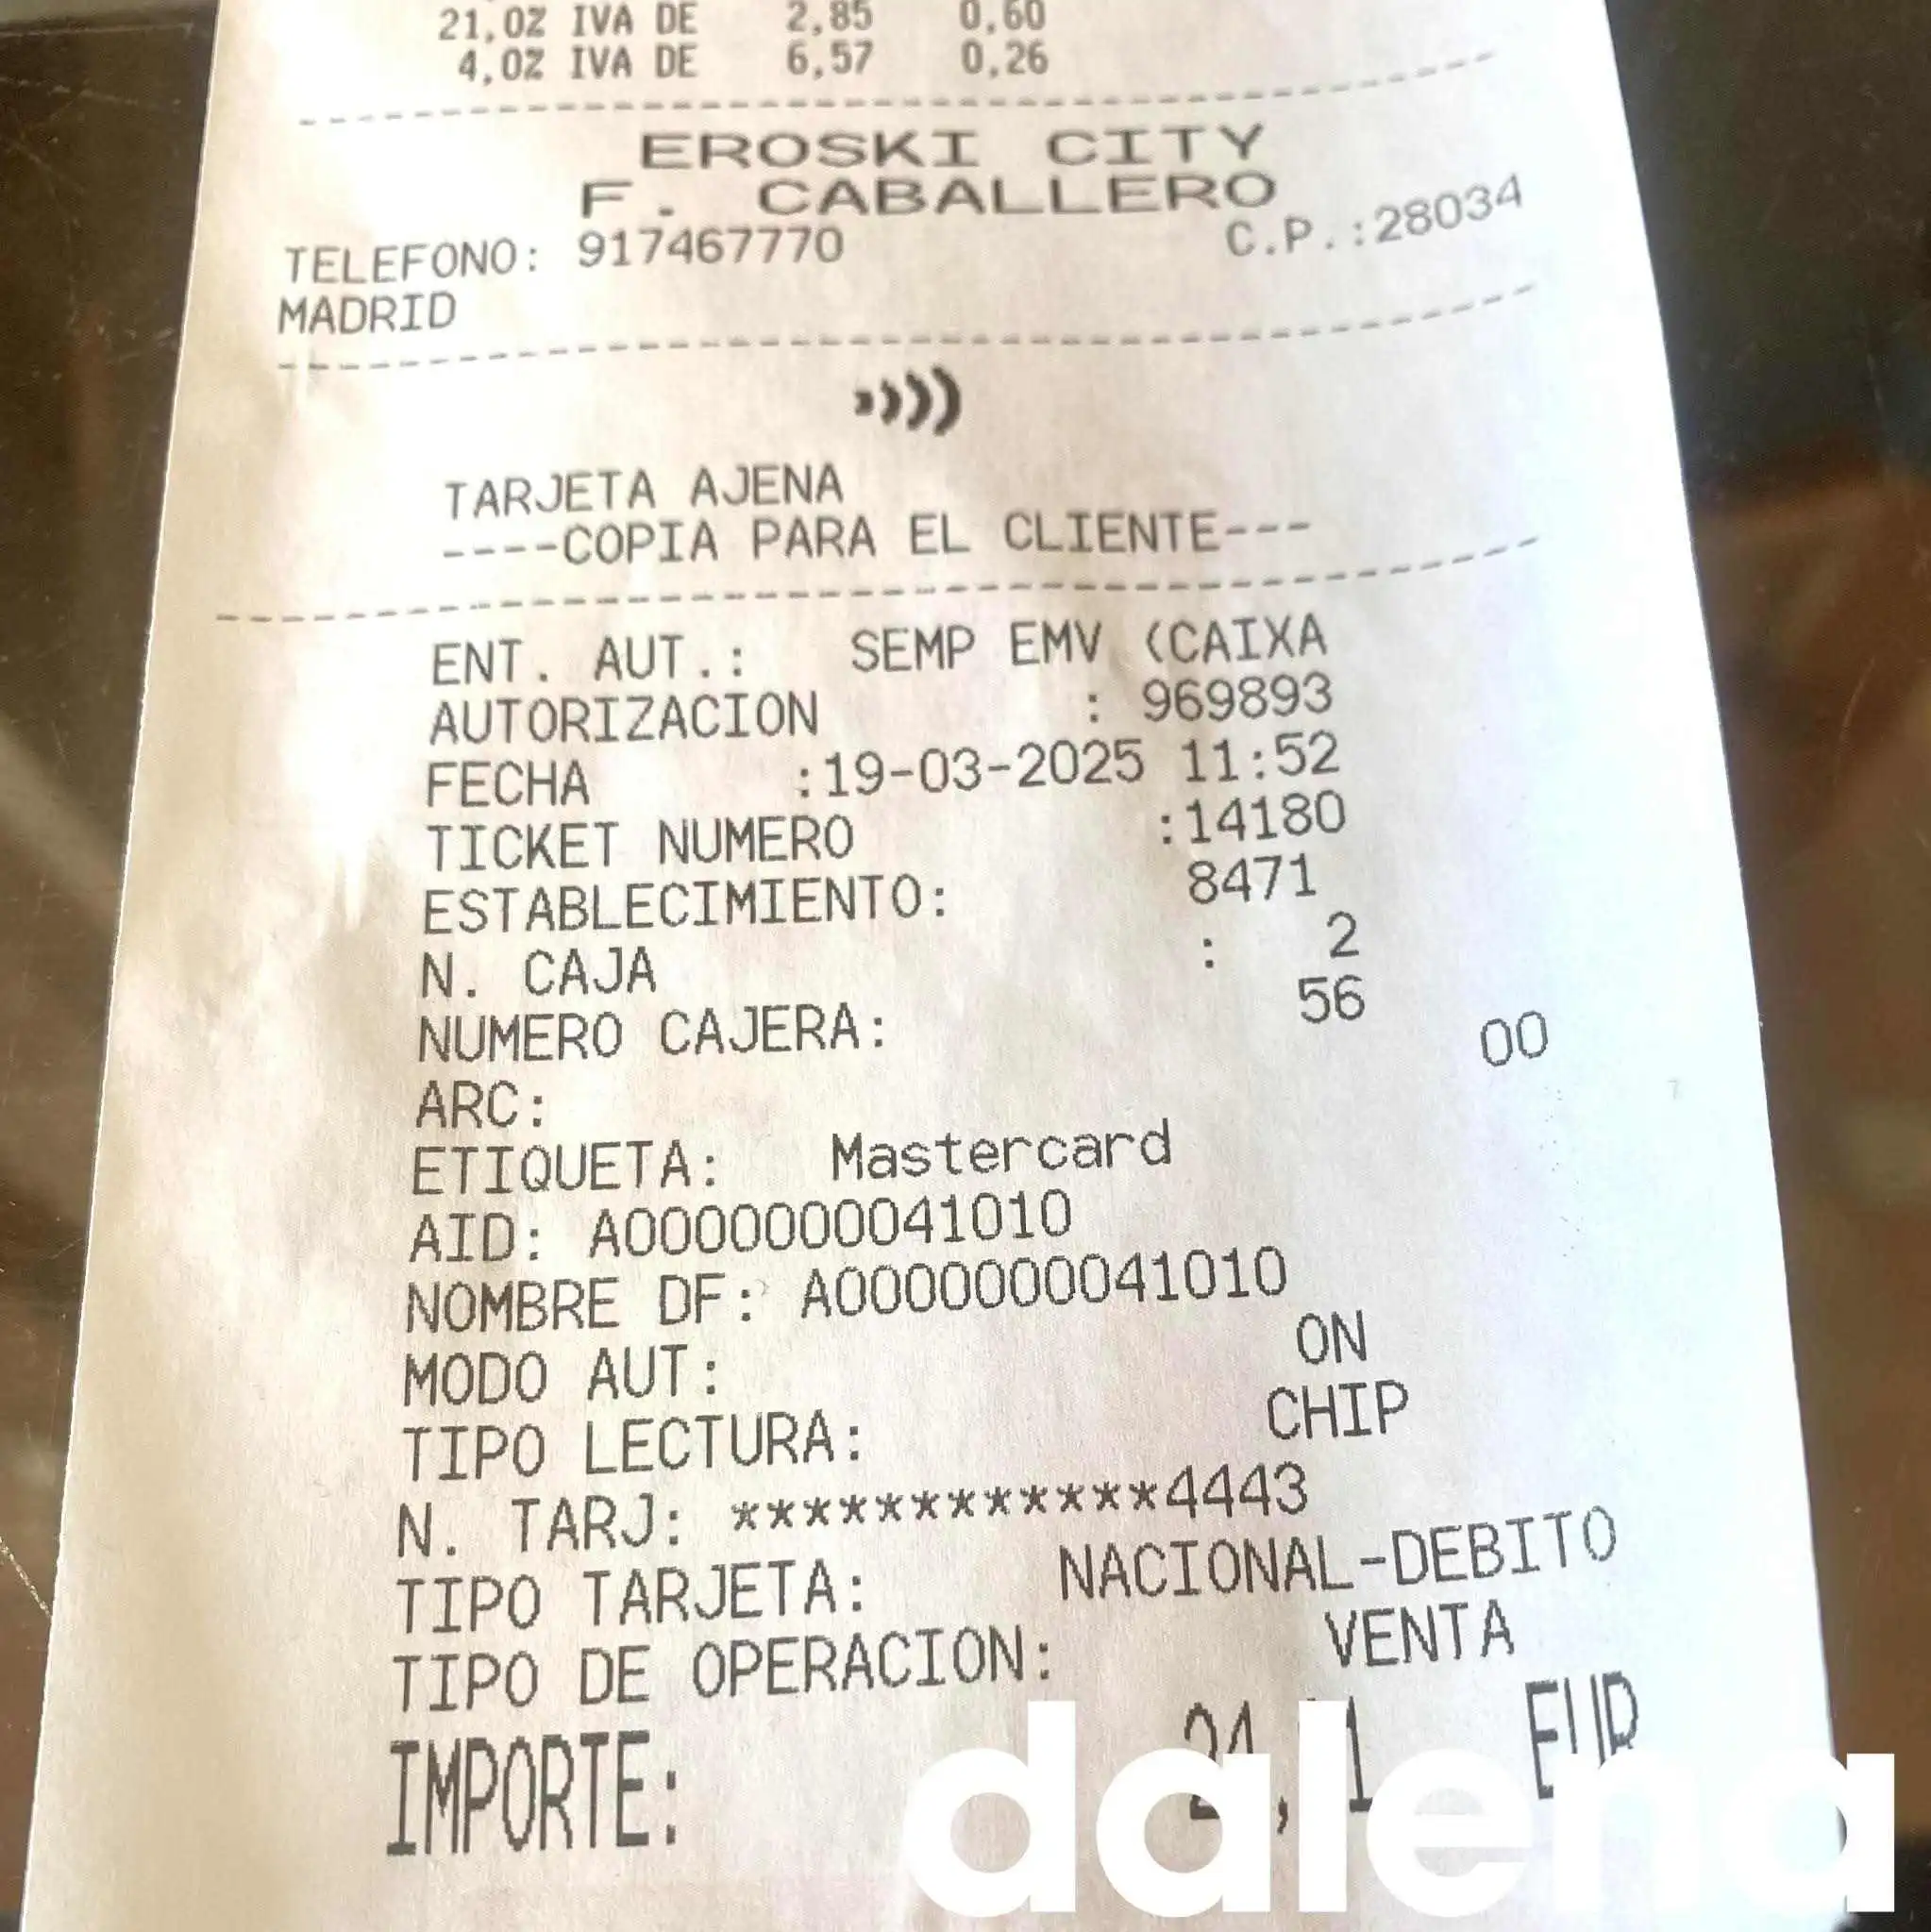 21,0% IVA DE 2,85 0,60
4,0% IVA DE 6,57 0,26
EROSKI CITY
F. CABALLERO
TELEFONO: 917467770 C.P.:28034
MADRID
TARJETA AJENA
----COPIA PARA EL CLIENTE---
ENT. AUT.: SEMP EMV (CAIXA
AUTORIZACION : 969893
FECHA :19-03-2025 11:52
TICKET NUMERO :14180
ESTABLECIMIENTO: 8471
N. CAJA : 2
NUMERO CAJERA: 56
ARC: 00
ETIQUETA: Mastercard
AID: A0000000041010
NOMBRE DF: A0000000041010
MODO AUT: ON
TIPO LECTURA: CHIP
N. TARJ: ************4443
TIPO TARJETA: NACIONAL-DEBITO
TIPO DE OPERACION: VENTA
IMPORTE: EUR
dalena